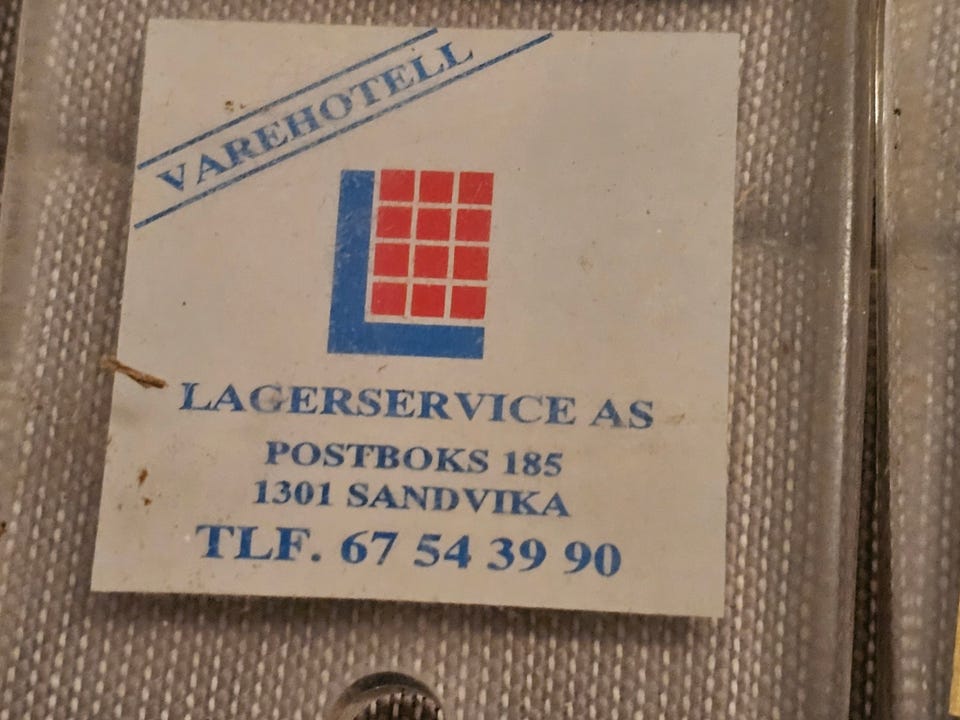 VAREHOTELL
LAGERSERVICE AS
POSTBOKS 185
1301 SANDVIKA
TLF. 67 54 39 90